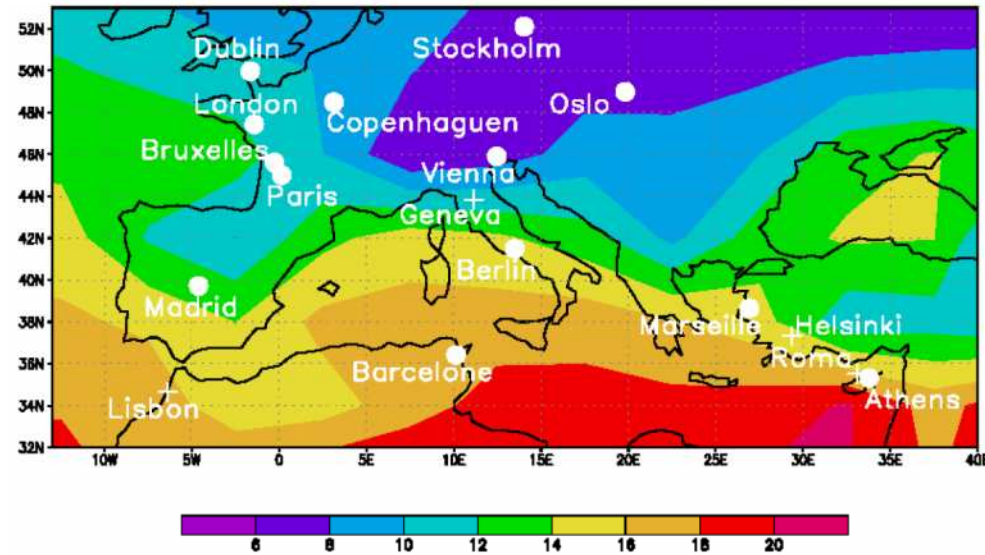 52N
Dublin
Stockholm
50N
London
Oslo
48N
Copenhaguen
46N
Bruxelles
Vienna
Paris
44N
Geneva
42N
Berlin
40N
Madrid
38N
Marseille
Helsinki
Roma
36N
Barcelone
Lisbon
Athens
34N
32N
10W 5W 0 5E 10E 15E 20E 25E 30E 35E 40E
6 8 10 12 14 16 18 20